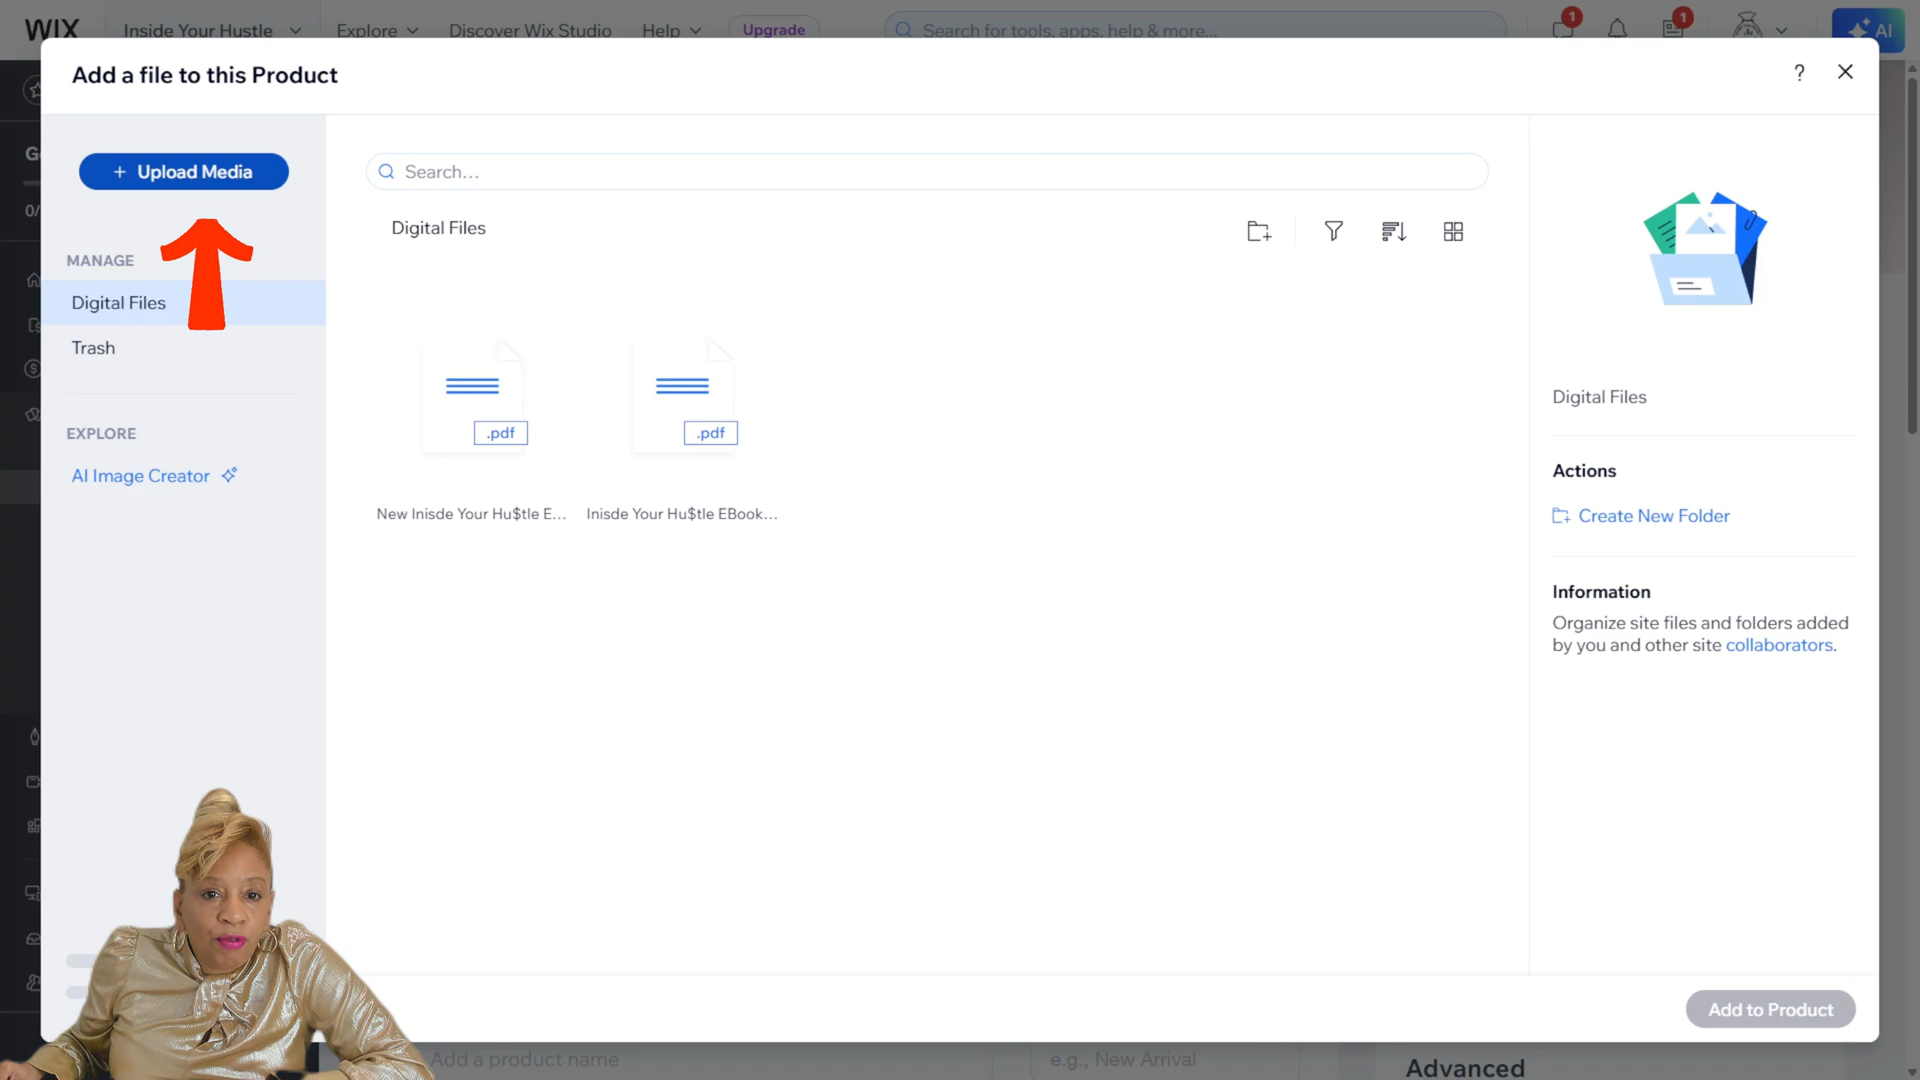 WIX
Inside Your Hustle
Explore
Discover Wix Studio
Help
Upgrade
Search for tools, apps, help & more...
1
1
AI
Add a file to this Product
?
+ Upload Media
Search...
Digital Files
MANAGE
Digital Files
Trash
EXPLORE
AI Image Creator
.pdf
.pdf
New Inisde Your Hu$tle E...
Inisde Your Hu$tle EBook...
Digital Files
Actions
Create New Folder
Information
Organize site files and folders added
by you and other site collaborators.
Add to Product
Add a product name
e.g., New Arrival
Advanced